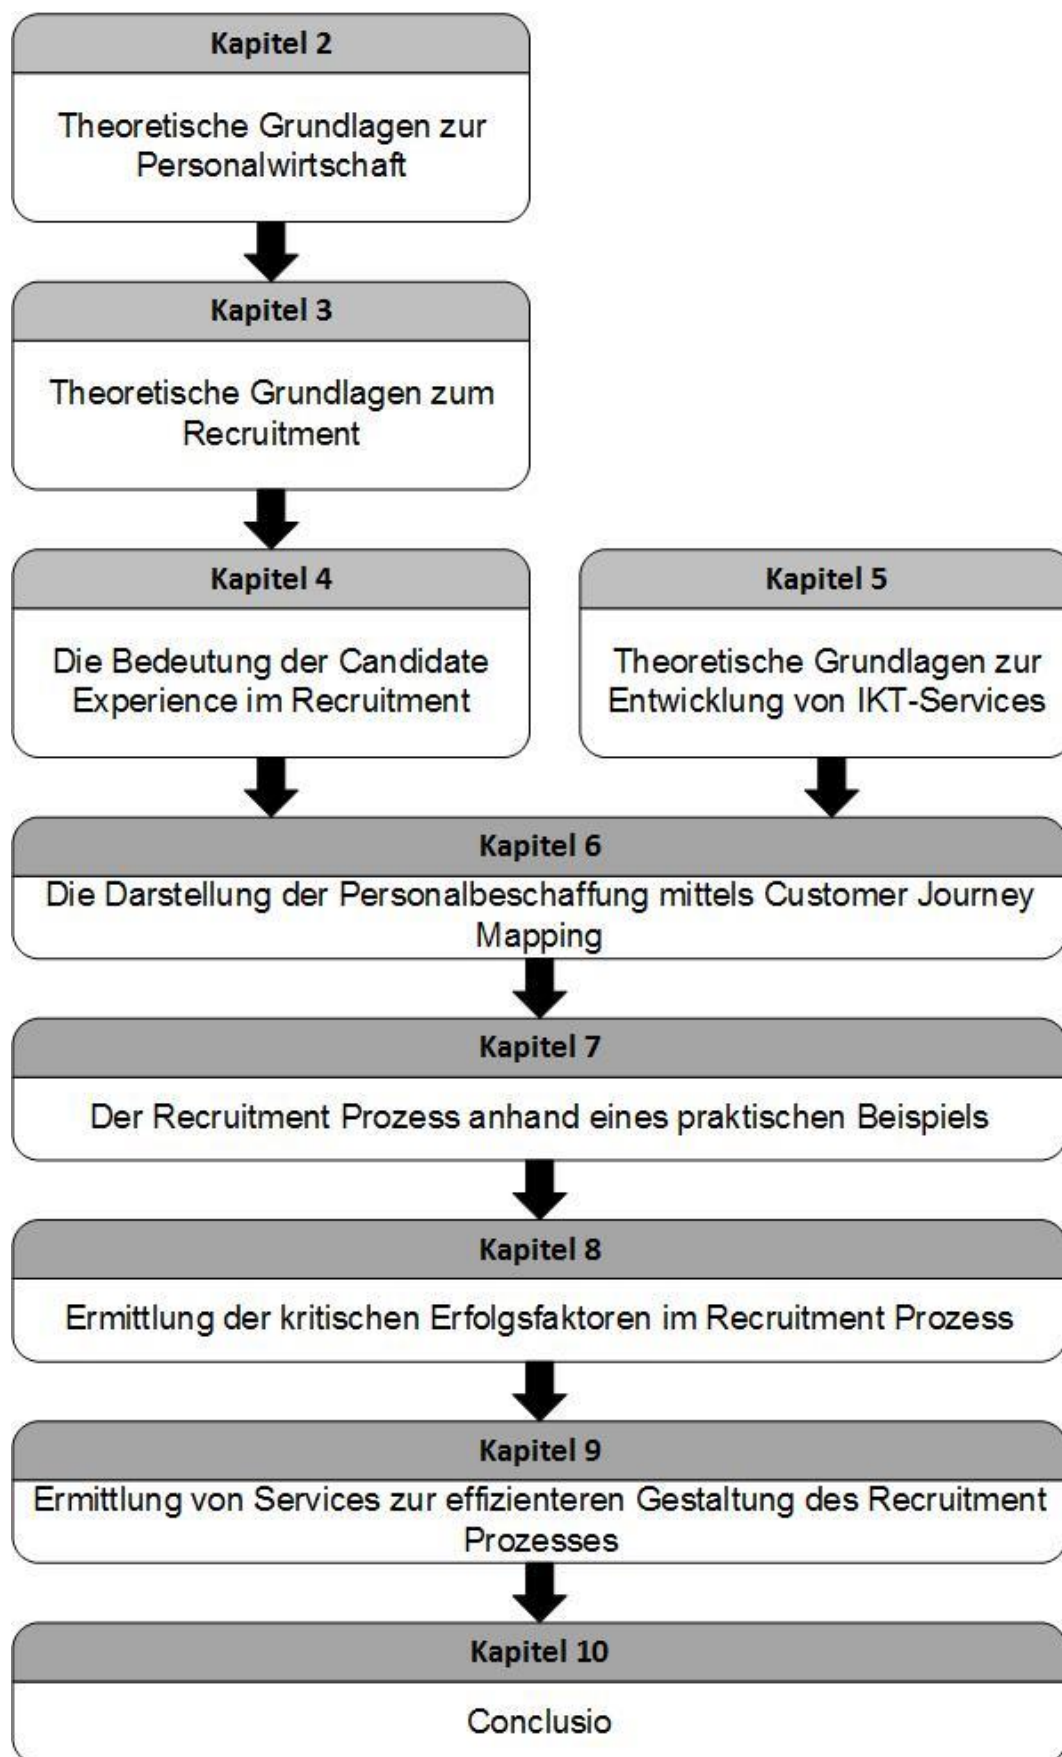 Kapitel 2
Theoretische Grundlagen zur
Personalwirtschaft
Kapitel 3
Theoretische Grundlagen zum
Recruitment
Kapitel 4
Die Bedeutung der Candidate
Experience im Recruitment
Kapitel 5
Theoretische Grundlagen zur
Entwicklung von IKT-Services
Kapitel 6
Die Darstellung der Personalbeschaffung mittels Customer Journey
Mapping
Kapitel 7
Der Recruitment Prozess anhand eines praktischen Beispiels
Kapitel 8
Ermittlung der kritischen Erfolgsfaktoren im Recruitment Prozess
Kapitel 9
Ermittlung von Services zur effizienteren Gestaltung des Recruitment
Prozesses
Kapitel 10
Conclusio